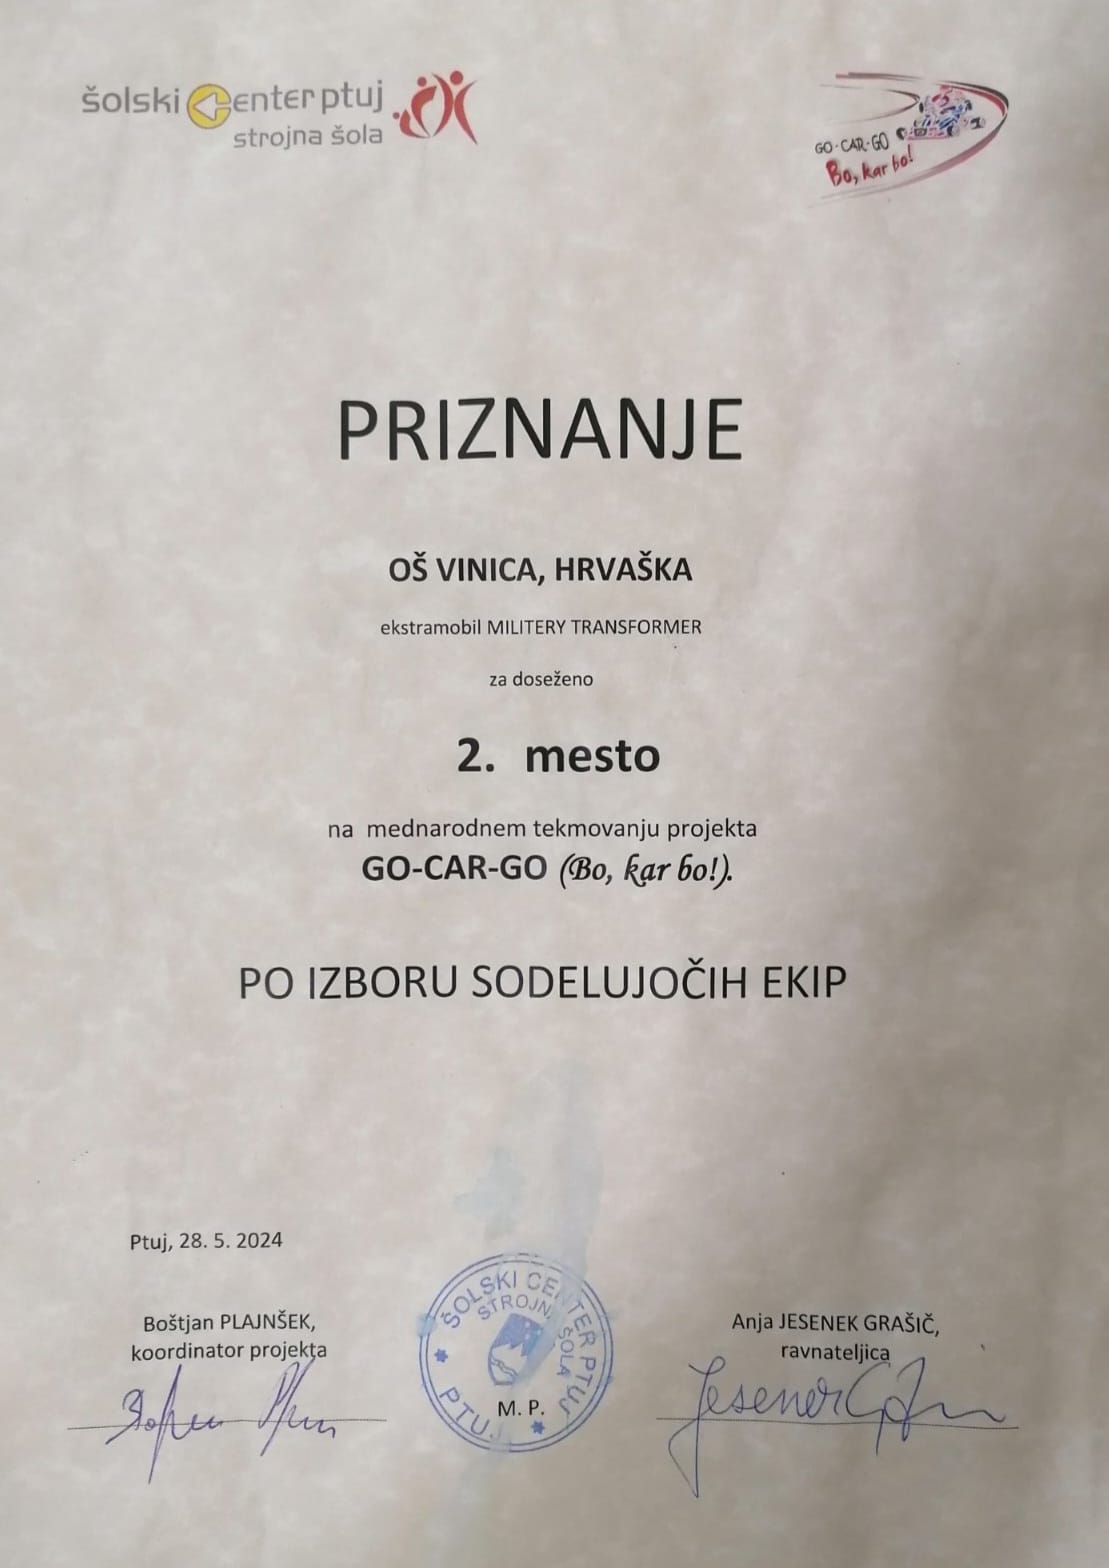 šolski Center ptuj
strojna šola
GO-CAR-GO
Bo, kar bo!
PRIZNANJE
OŠ VINICA, HRVAŠKA
ekstramobil MILITERY TRANSFORMER
za doseženo
2. mesto
na mednarodnem tekmovanju projekta
GO-CAR-GO (Bo, kar bo!).
PO IZBORU SODELUJOČIH EKIP
Ptuj, 28. 5. 2024
Boštjan PLAJNŠEK,
koordinator projekta
ŠOLSKI CENTER PTUJ
STROJNA ŠOLA
PTUJ
M. P.
Anja JESENEK GRAŠIČ,
ravnateljica